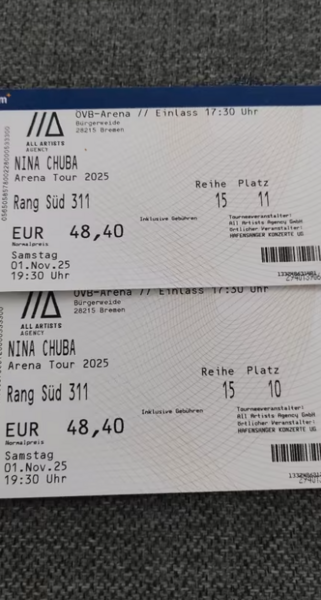 OVB-Arena // Einlass 17:30 Uhr
Bürgerweide
28215 Bremen
ALL ARTISTS
AGENCY
NINA CHUBA
Arena Tour 2025
Reihe Platz
Rang Süd 311 15 11
Inklusive Gebühren
EUR 48,40
Normalpreis
Tourneeveranstalter:
All Artists Agency GmbH
Örtlicher Veranstalter:
HAFENSÄNGER KONZERTE UG
Samstag
01.Nov.25
19:30 Uhr
OVB-Arena // Einlass 17:30 Uhr
Bürgerweide
28215 Bremen
ALL ARTISTS
AGENCY
NINA CHUBA
Arena Tour 2025
Reihe Platz
Rang Süd 311 15 10
Inklusive Gebühren
EUR 48,40
Normalpreis
Tourneeveranstalter:
All Artists Agency GmbH
Örtlicher Veranstalter:
HAFENSÄNGER KONZERTE UG
Samstag
01.Nov.25
19:30 Uhr